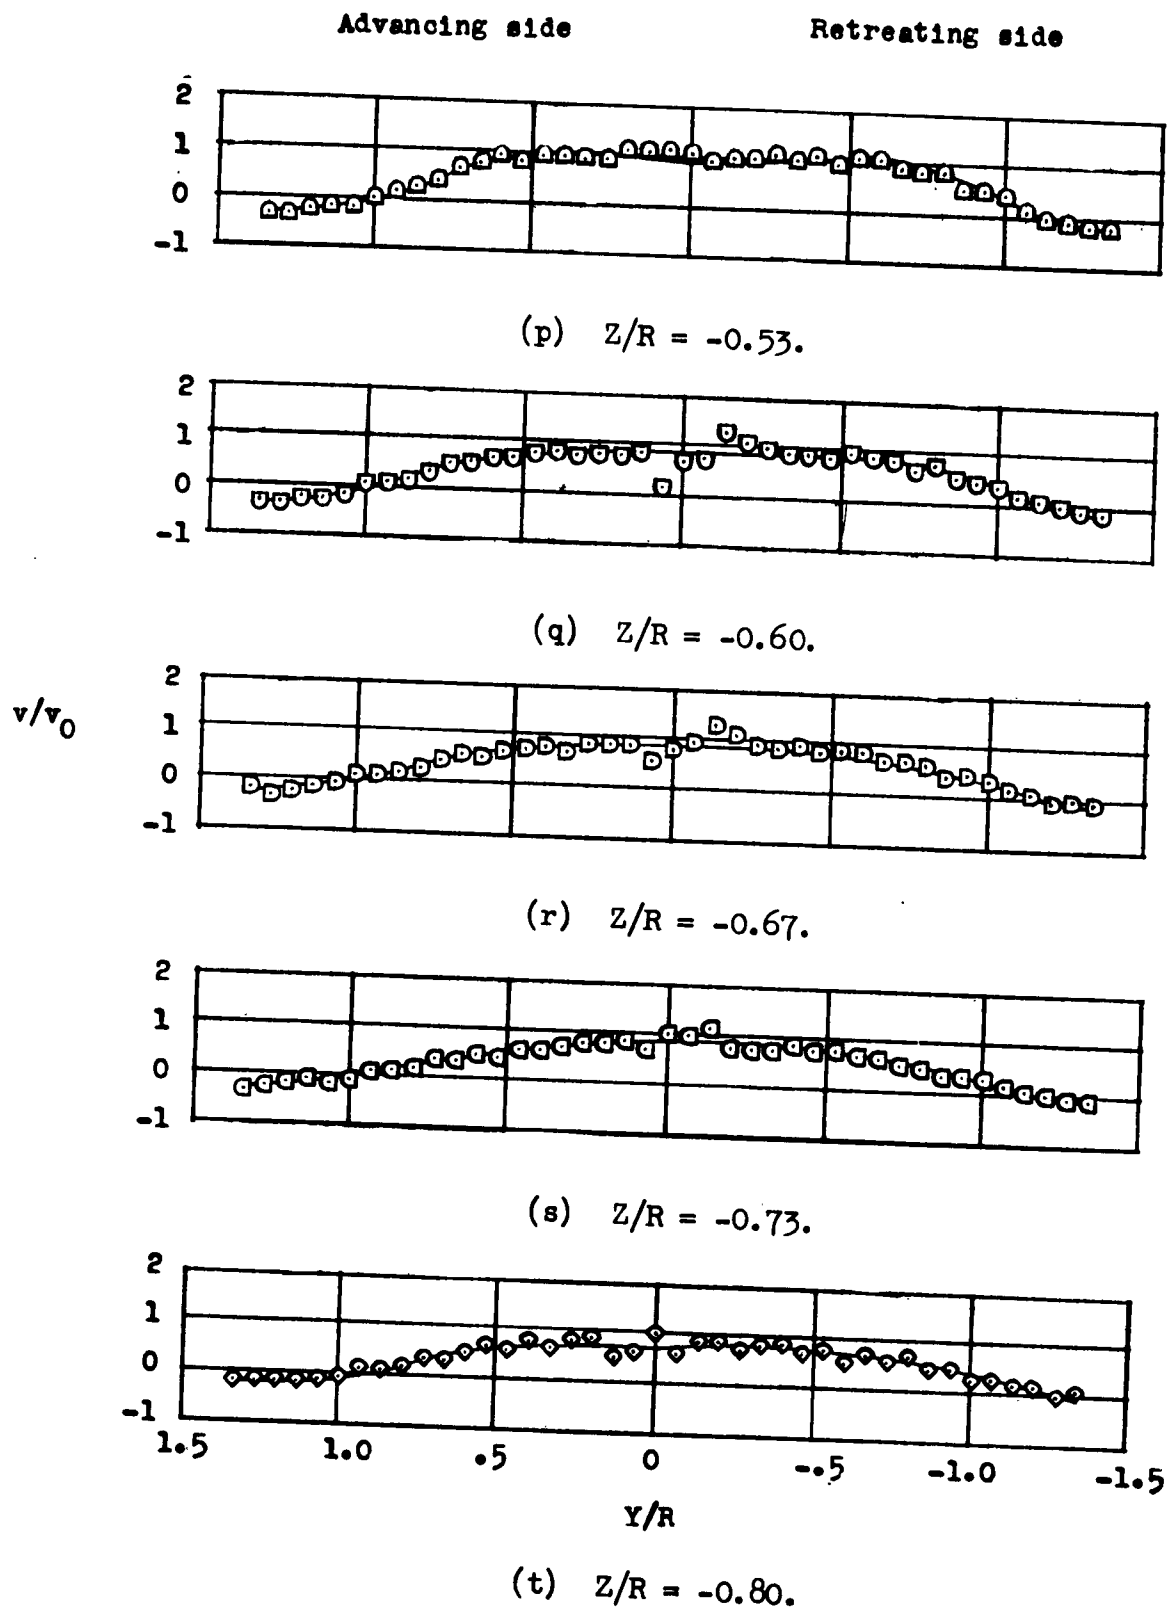 Advancing side Retreating side
2
1
0
-1
(p) Z/R = -0.53.
2
1
0
-1
(q) Z/R = -0.60.
v/v0
2
1
0
-1
(r) Z/R = -0.67.
2
1
0
-1
(s) Z/R = -0.73.
2
1
0
-1
1.5 1.0 .5 0 -.5 -1.0 -1.5
Y/R
(t) Z/R = -0.80.